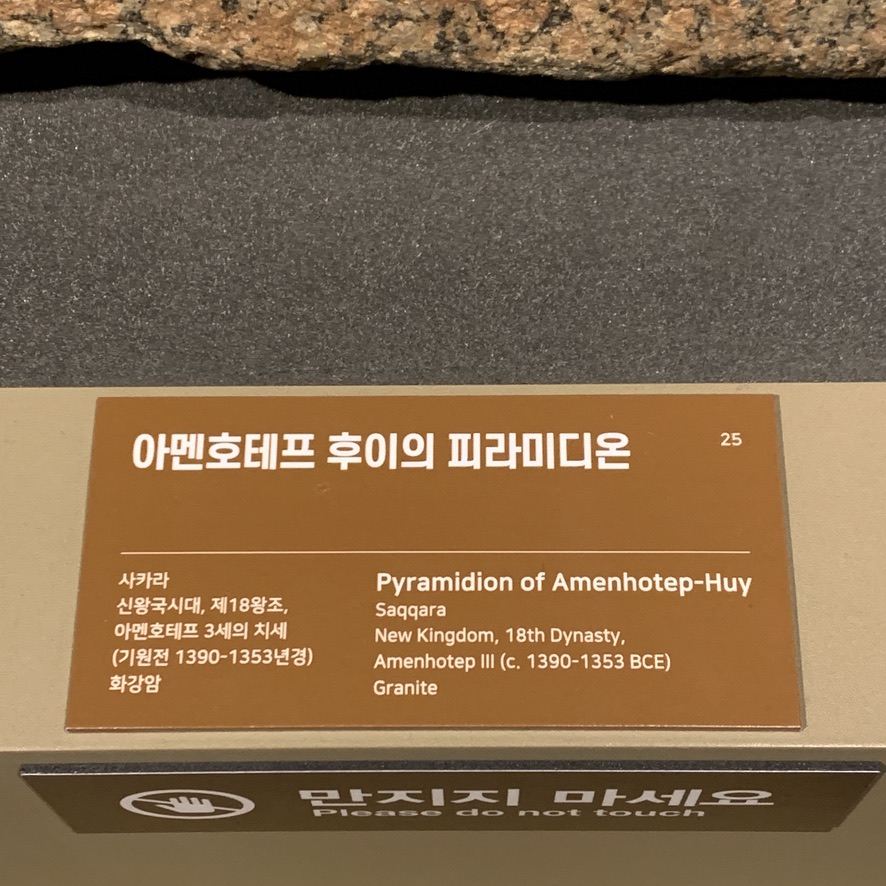 아멘호테프 후이의 피라미디온
25
사카라
신왕국시대, 제18왕조,
아멘호테프 3세의 치세
(기원전 1390-1353년경)
화강암
Pyramidion of Amenhotep-Huy
Saqqara
New Kingdom, 18th Dynasty,
Amenhotep III (c. 1390-1353 BCE)
Granite
만지지 마세요
Please do not touch